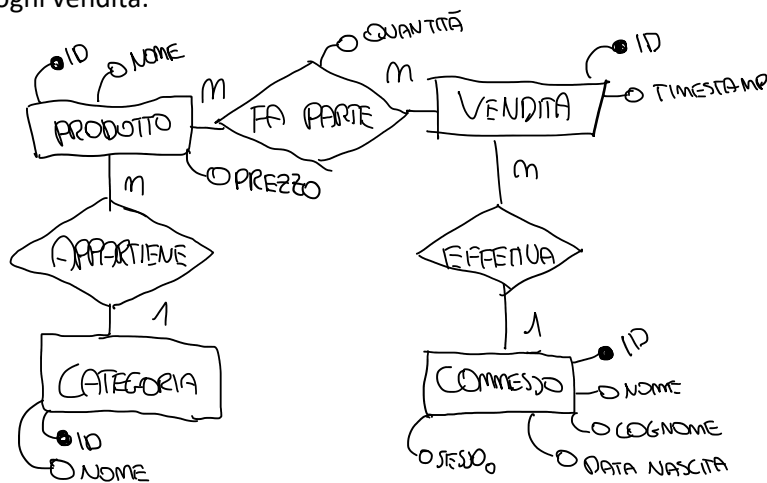 ogni vendita.
ID
NOME
QUANTITÀ
ID
TIMESTAMP
PRODOTTO
M
FA PARTE
M
VENDITA
PREZZO
M
M
APPARTIENE
EFFETTUA
1
1
CATEGORIA
COMMESSO
ID
NOME
COGNOME
DATA NASCITA
SESSO
ID
NOME